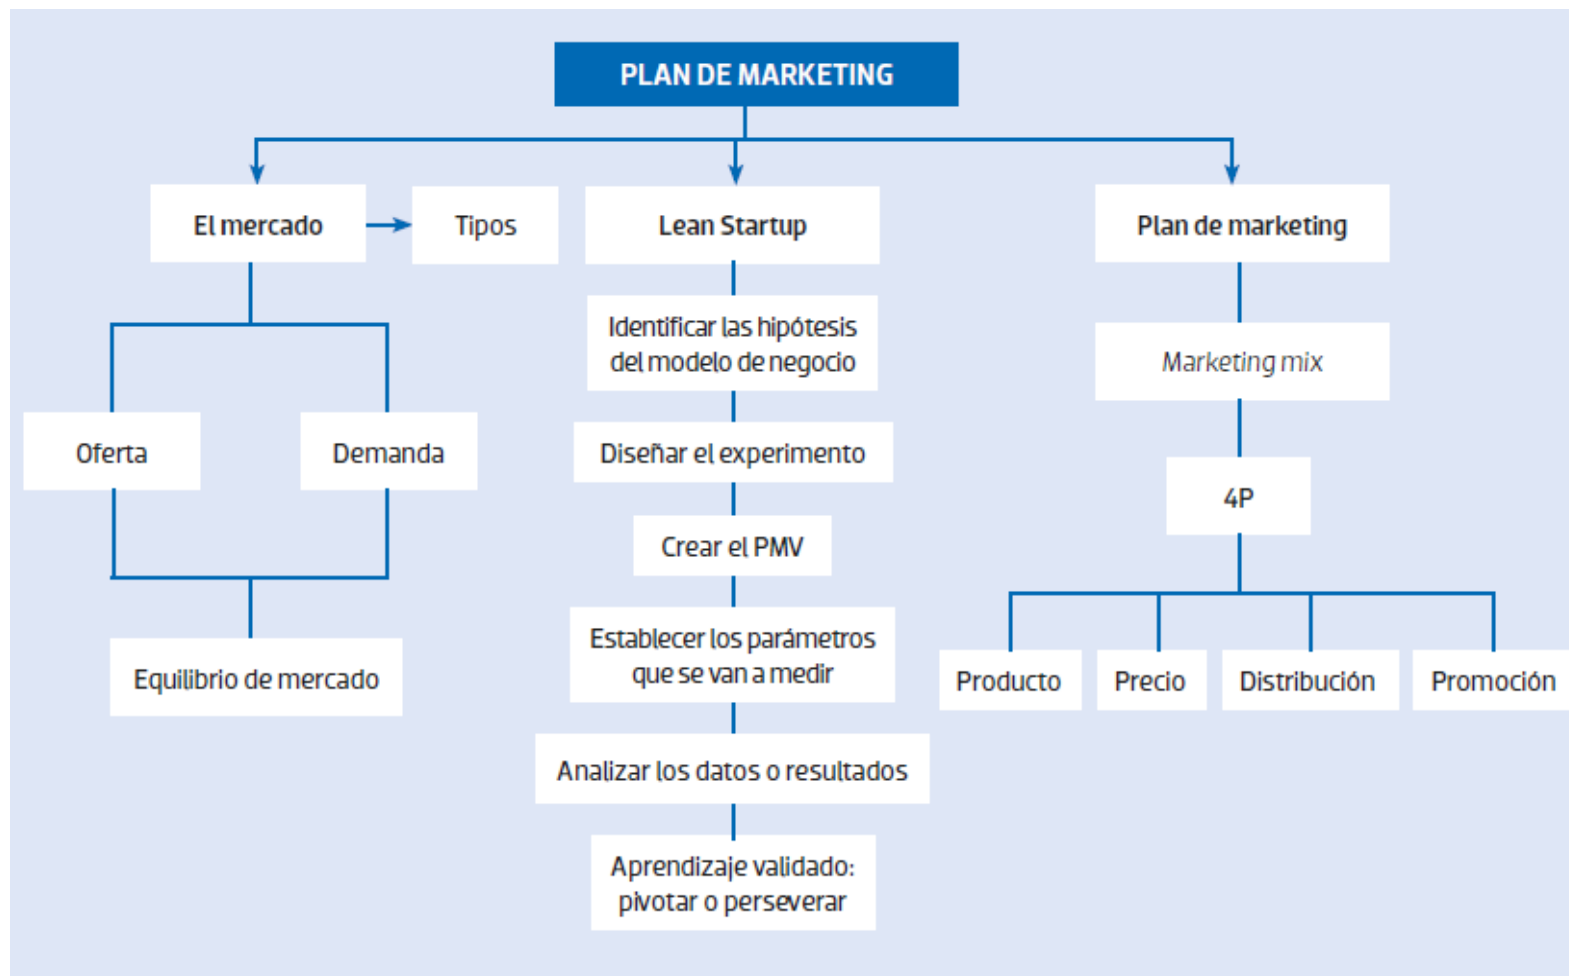 PLAN DE MARKETING
El mercado
Tipos
Lean Startup
Plan de marketing
Identificar las hipótesis
del modelo de negocio
Marketing mix
Oferta
Demanda
Diseñar el experimento
4P
Crear el PMV
Establecer los parámetros
que se van a medir
Equilibrio de mercado
Producto
Precio
Distribución
Promoción
Analizar los datos o resultados
Aprendizaje validado:
pivotar o perseverar